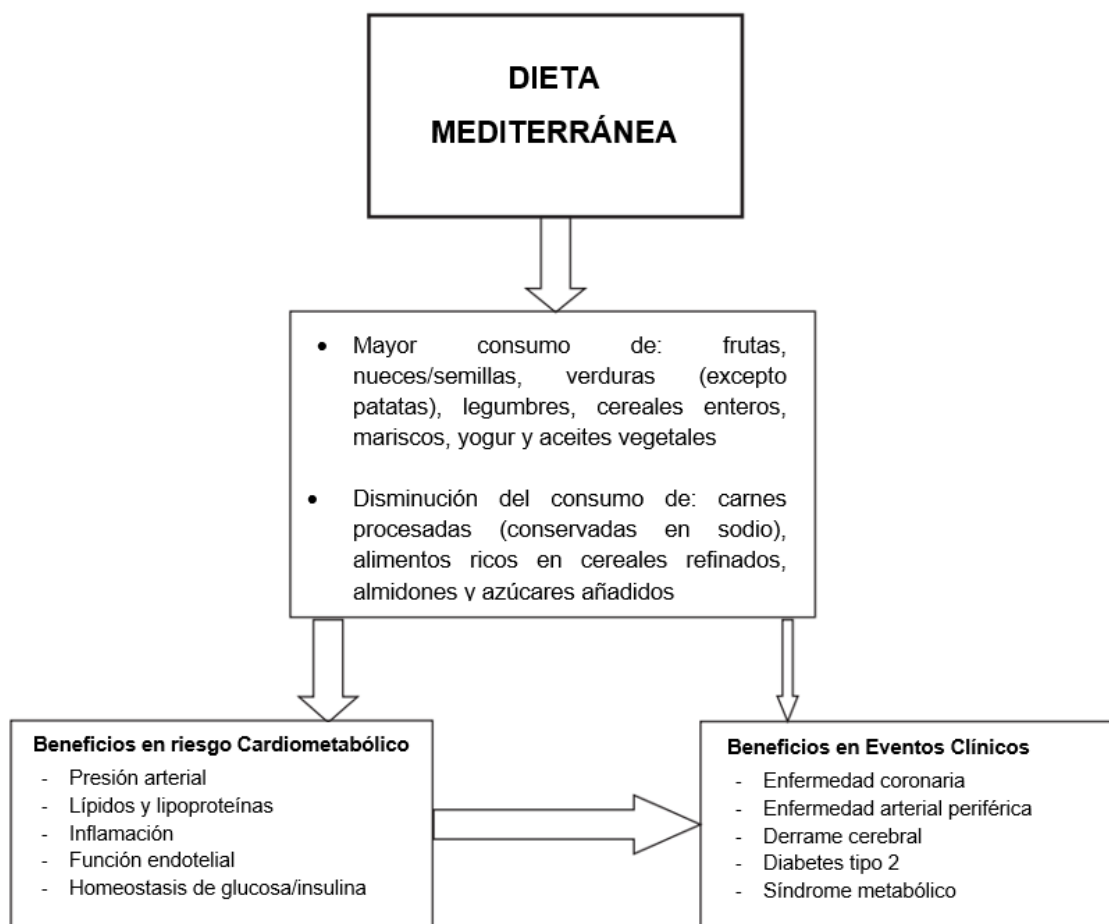 DIETA
MEDITERRÁNEA
• Mayor consumo de: frutas,
nueces/semillas, verduras (excepto
patatas), legumbres, cereales enteros,
mariscos, yogur y aceites vegetales
• Disminución del consumo de: carnes
procesadas (conservadas en sodio),
alimentos ricos en cereales refinados,
almidones y azúcares añadidos
Beneficios en riesgo Cardiometabólico
- Presión arterial
- Lípidos y lipoproteínas
- Inflamación
- Función endotelial
- Homeostasis de glucosa/insulina
Beneficios en Eventos Clínicos
- Enfermedad coronaria
- Enfermedad arterial periférica
- Derrame cerebral
- Diabetes tipo 2
- Síndrome metabólico